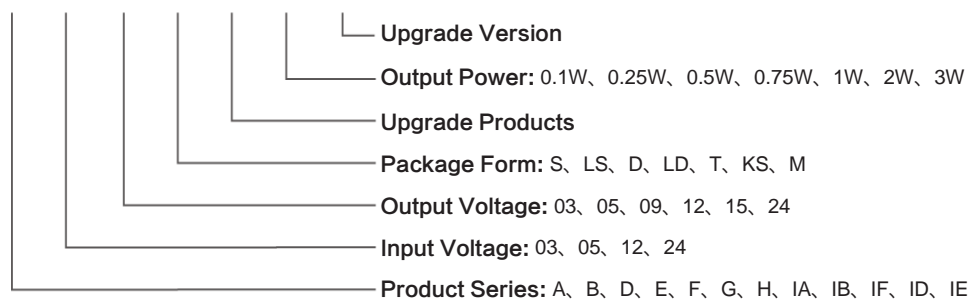 Upgrade Version
Output Power: 0.1W、0.25W、0.5W、0.75W、1W、2W、3W
Upgrade Products
Package Form: S、LS、D、LD、T、KS、M
Output Voltage: 03、05、09、12、15、24
Input Voltage: 03、05、12、24
Product Series: A、B、D、E、F、G、H、IA、IB、IF、ID、IE